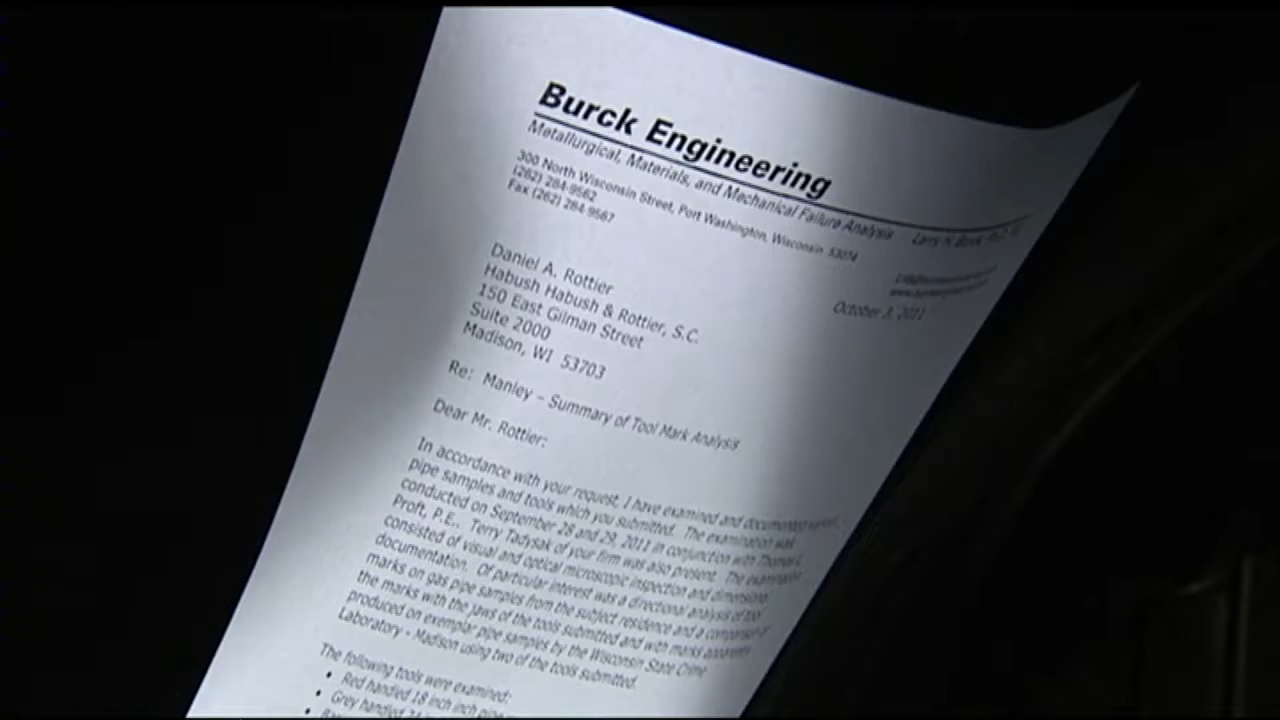 Burck Engineering
Metallurgical, Materials, and Mechanical Failure Analysis
300 North Wisconsin Street, Port Washington, Wisconsin 53074
(262) 284-9562
Fax (262) 284-9567
October 3, 2011
Daniel A. Rottier
Habush Habush & Rottier, S.C.
150 East Gilman Street
Suite 2000
Madison, WI 53703
Re: Manley – Summary of Tool Mark Analysis
Dear Mr. Rottier:
In accordance with your request, I have examined and documented
pipe samples and tools which you submitted. The examination was
conducted on September 28 and 29, 2011 in conjunction with Thomas
Proft, P.E.. Terry Tadysak of your firm was also present. The examination
consisted of visual and optical microscopic inspection and dimensional
documentation. Of particular interest was a directional analysis of tool
marks on gas pipe samples from the subject residence and a comparison of
the marks with the jaws of the tools submitted and with marks apparently
produced on exemplar pipe samples by the Wisconsin State Crime
Laboratory – Madison using two of the tools submitted.
The following tools were examined:
• Red handled 18 inch inch pipe
• Grey handled